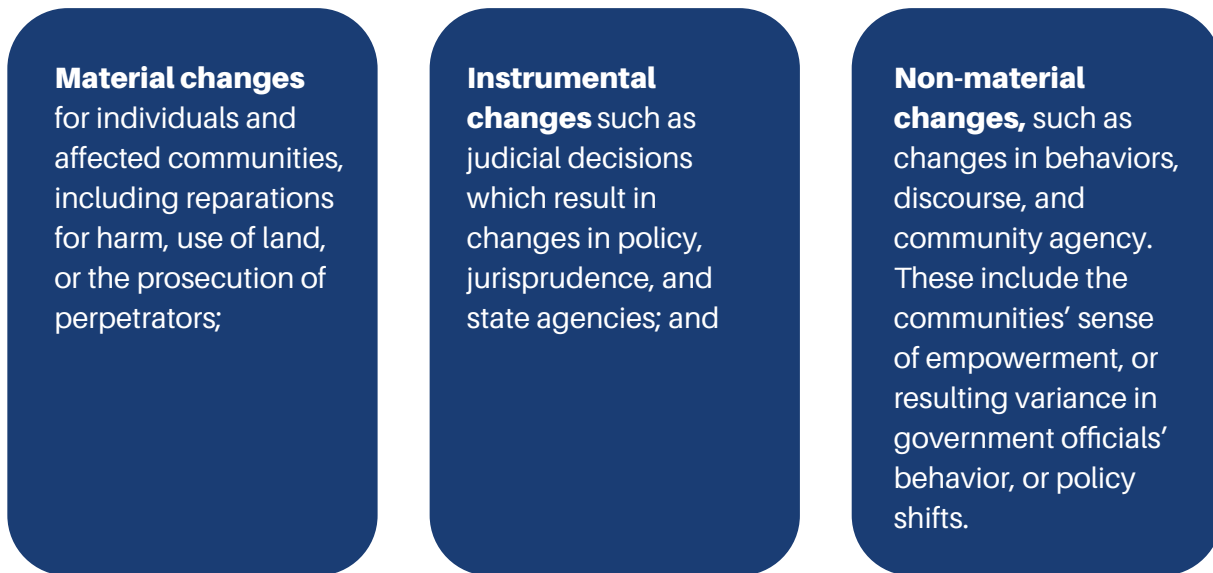 Material changes
for individuals and
affected communities,
including reparations
for harm, use of land,
or the prosecution of
perpetrators;
Instrumental
changes such as
judicial decisions
which result in
changes in policy,
jurisprudence, and
state agencies; and
Non-material
changes, such as
changes in behaviors,
discourse, and
community agency.
These include the
communities’ sense
of empowerment, or
resulting variance in
government officials’
behavior, or policy
shifts.